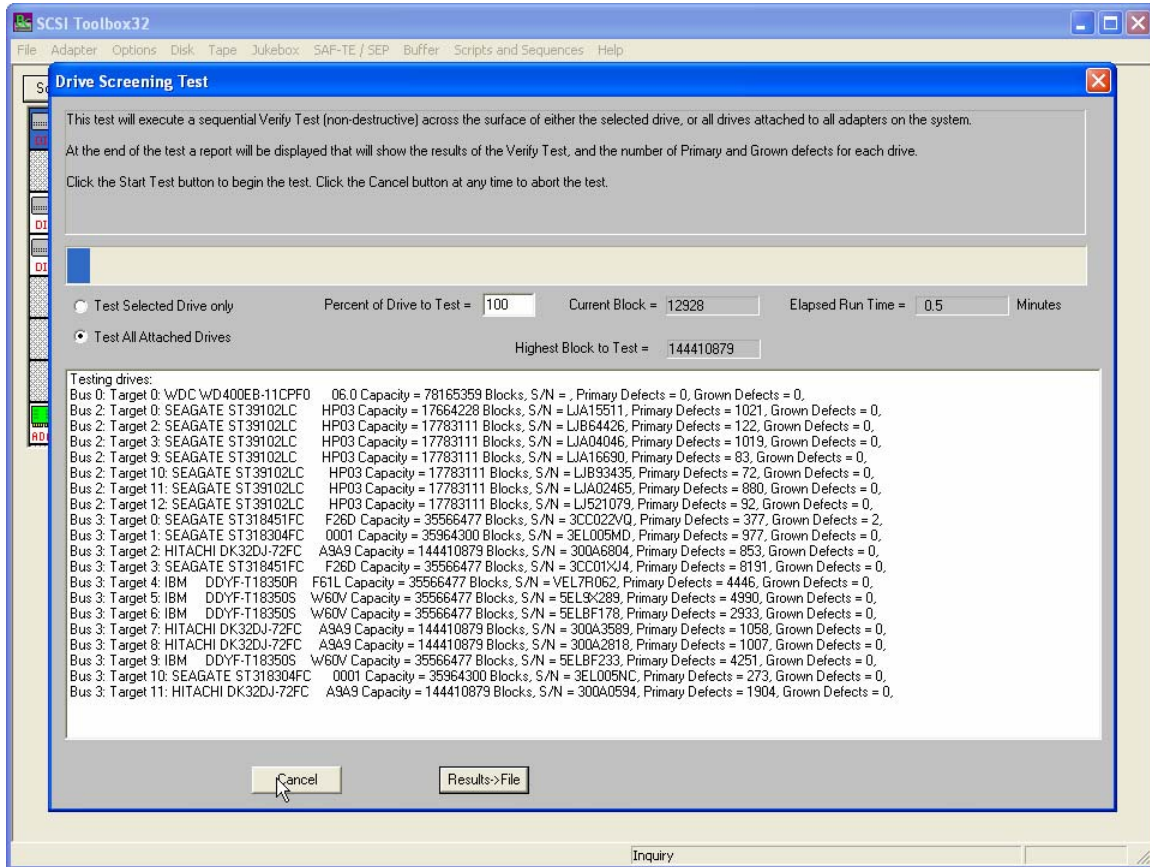 SCSI Toolbox32
File Adapter Options Disk Tape Jukebox SAF-TE / SEP Buffer Scripts and Sequences Help
Drive Screening Test
This test will execute a sequential Verify Test (non-destructive) across the surface of either the selected drive, or all drives attached to all adapters on the system.
At the end of the test a report will be displayed that will show the results of the Verify Test, and the number of Primary and Grown defects for each drive.
Click the Start Test button to begin the test. Click the Cancel button at any time to abort the test.
Test Selected Drive only Percent of Drive to Test = 100 Current Block = 12928 Elapsed Run Time = 0.5 Minutes
Test All Attached Drives
Highest Block to Test = 144410879
Testing drives:
Bus 0: Target 0: WDC WD400EB-11CPF0 06.0 Capacity = 78165359 Blocks, S/N = , Primary Defects = 0, Grown Defects = 0,
Bus 2: Target 0: SEAGATE ST39102LC HP03 Capacity = 17664228 Blocks, S/N = LJA15511, Primary Defects = 1021, Grown Defects = 0,
Bus 2: Target 2: SEAGATE ST39102LC HP03 Capacity = 17783111 Blocks, S/N = LJB64426, Primary Defects = 122, Grown Defects = 0,
Bus 2: Target 3: SEAGATE ST39102LC HP03 Capacity = 17783111 Blocks, S/N = LJA04046, Primary Defects = 1019, Grown Defects = 0,
Bus 2: Target 9: SEAGATE ST39102LC HP03 Capacity = 17783111 Blocks, S/N = LJA16690, Primary Defects = 83, Grown Defects = 0,
Bus 2: Target 10: SEAGATE ST39102LC HP03 Capacity = 17783111 Blocks, S/N = LJB93435, Primary Defects = 72, Grown Defects = 0,
Bus 2: Target 11: SEAGATE ST39102LC HP03 Capacity = 17783111 Blocks, S/N = LJA02465, Primary Defects = 880, Grown Defects = 0,
Bus 2: Target 12: SEAGATE ST39102LC HP03 Capacity = 17783111 Blocks, S/N = LJ521079, Primary Defects = 92, Grown Defects = 0,
Bus 3: Target 0: SEAGATE ST318451FC F26D Capacity = 35566477 Blocks, S/N = 3CC022VQ, Primary Defects = 377, Grown Defects = 2,
Bus 3: Target 1: SEAGATE ST318304FC 0001 Capacity = 35964300 Blocks, S/N = 3EL005MD, Primary Defects = 977, Grown Defects = 0,
Bus 3: Target 2: HITACHI DK32DJ-72FC A9A9 Capacity = 144410879 Blocks, S/N = 300A6804, Primary Defects = 853, Grown Defects = 0,
Bus 3: Target 3: SEAGATE ST318451FC F26D Capacity = 35566477 Blocks, S/N = 3CC01XJ4, Primary Defects = 8191, Grown Defects = 0,
Bus 3: Target 4: IBM DDYF-T18350R F61L Capacity = 35566477 Blocks, S/N = VEL7R062, Primary Defects = 4446, Grown Defects = 0,
Bus 3: Target 5: IBM DDYF-T18350S W60V Capacity = 35566477 Blocks, S/N = 5EL9X289, Primary Defects = 4990, Grown Defects = 0,
Bus 3: Target 6: IBM DDYF-T18350S W60V Capacity = 35566477 Blocks, S/N = 5ELBF178, Primary Defects = 2933, Grown Defects = 0,
Bus 3: Target 7: HITACHI DK32DJ-72FC A9A9 Capacity = 144410879 Blocks, S/N = 300A3589, Primary Defects = 1058, Grown Defects = 0,
Bus 3: Target 8: HITACHI DK32DJ-72FC A9A9 Capacity = 144410879 Blocks, S/N = 300A2818, Primary Defects = 1007, Grown Defects = 0,
Bus 3: Target 9: IBM DDYF-T18350S W60V Capacity = 35566477 Blocks, S/N = 5ELBF233, Primary Defects = 4251, Grown Defects = 0,
Bus 3: Target 10: SEAGATE ST318304FC 0001 Capacity = 35964300 Blocks, S/N = 3EL005NC, Primary Defects = 273, Grown Defects = 0,
Bus 3: Target 11: HITACHI DK32DJ-72FC A9A9 Capacity = 144410879 Blocks, S/N = 300A0594, Primary Defects = 1904, Grown Defects = 0,
Cancel Results->File
Inquiry